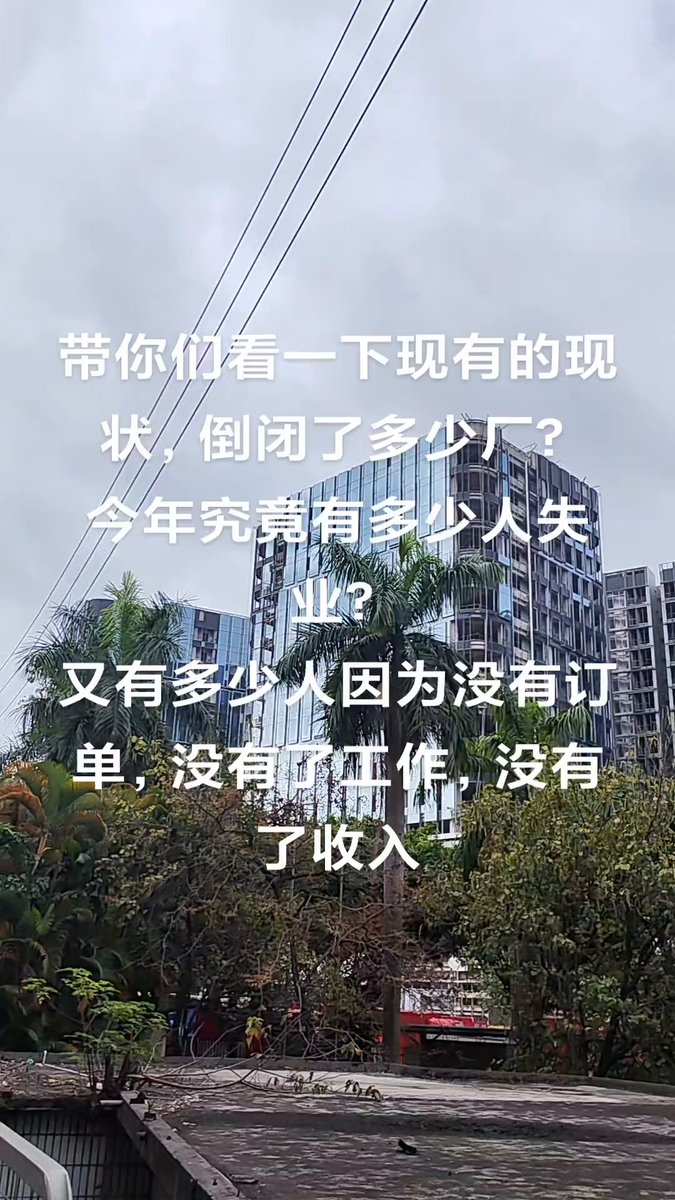 带你们看一下现有的现
状，倒闭了多少厂？
今年究竟有多少人失
业？
又有多少人因为没有订
单，没有了工作，没有
了收入